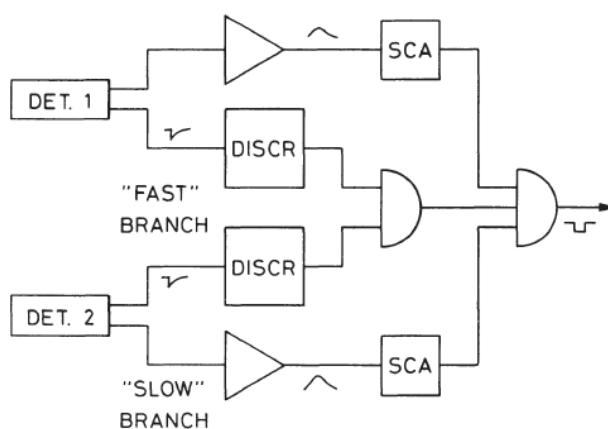 SCA
DET. 1
DISCR
"FAST"
BRANCH
DISCR
DET. 2
SCA
"SLOW"
BRANCH